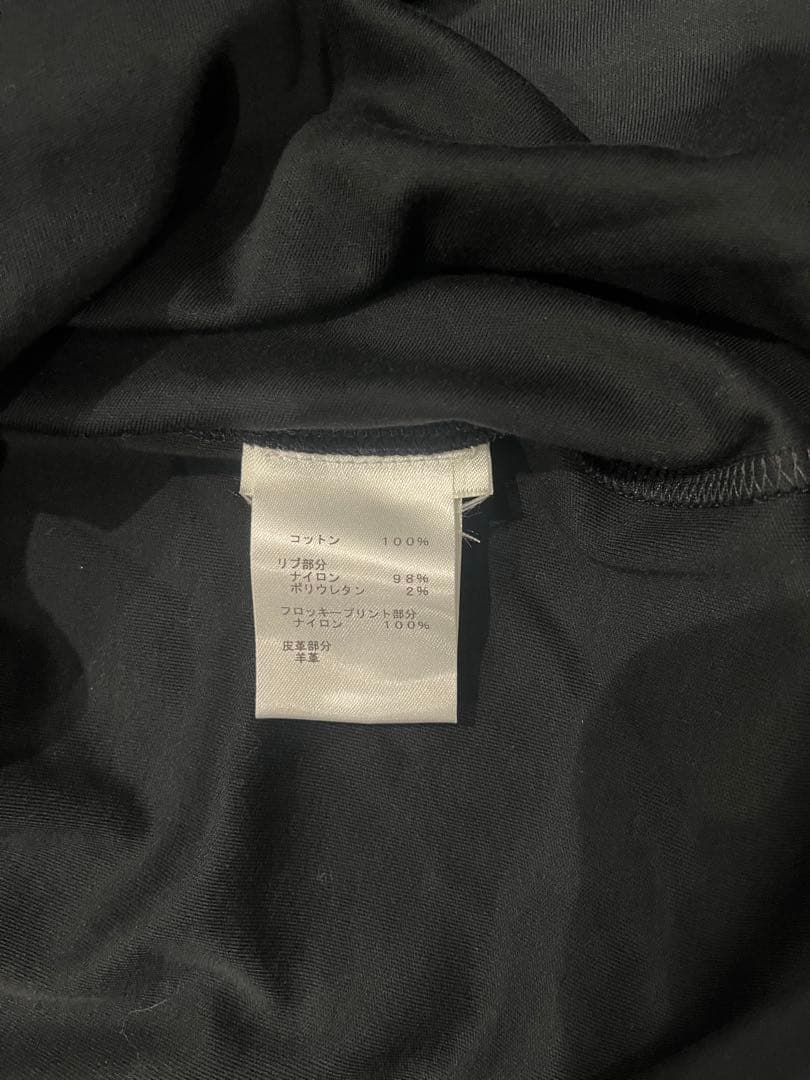 コットン 100%
リブ部分
ナイロン 98%
ポリウレタン 2%
フロッキープリント部分
ナイロン 100%
皮革部分
羊革